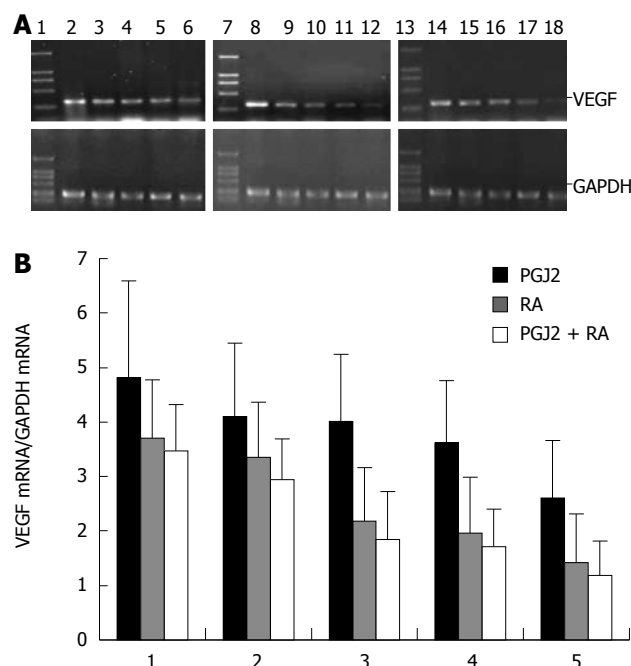 A
1 2 3 4 5 6 7 8 9 10 11 12 13 14 15 16 17 18
VEGF
GAPDH
B
7
6
5
4
3
2
1
0
VEGF mRNA/GAPDH mRNA
PGJ2
RA
PGJ2 + RA
1 2 3 4 5